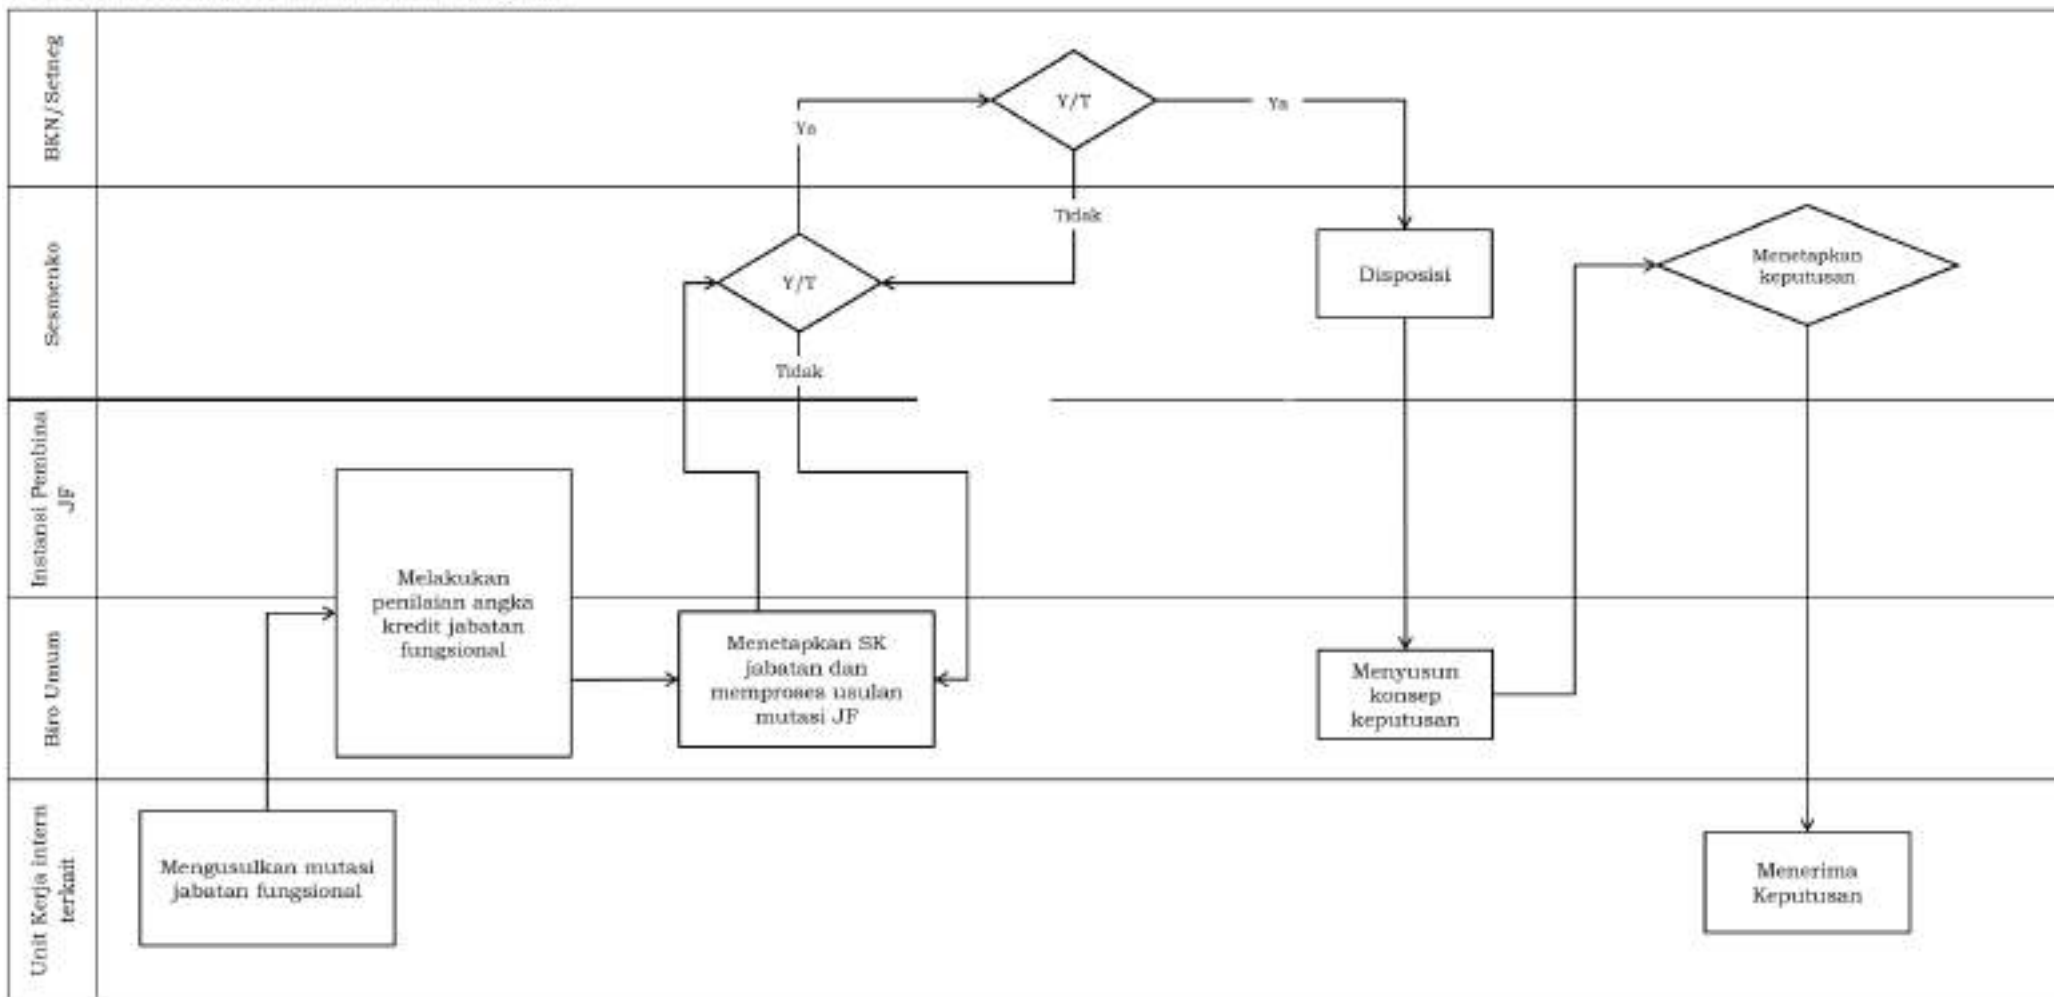 BKN/Setneg
Y/T
Ya
Ya
Tidak
Sesmenko
Y/T
Tidak
Disposisi
Menetapkan
keputusan
Instansi Pembina
JF
Melakukan
penilaian angka
kredit jabatan
fungsional
Biro Umum
Menetapkan SK
jabatan dan
memproses usulan
mutasi JF
Menyusun
konsep
keputusan
Unit Kerja intern
terkait
Mengusulkan mutasi
jabatan fungsional
Menerima
Keputusan